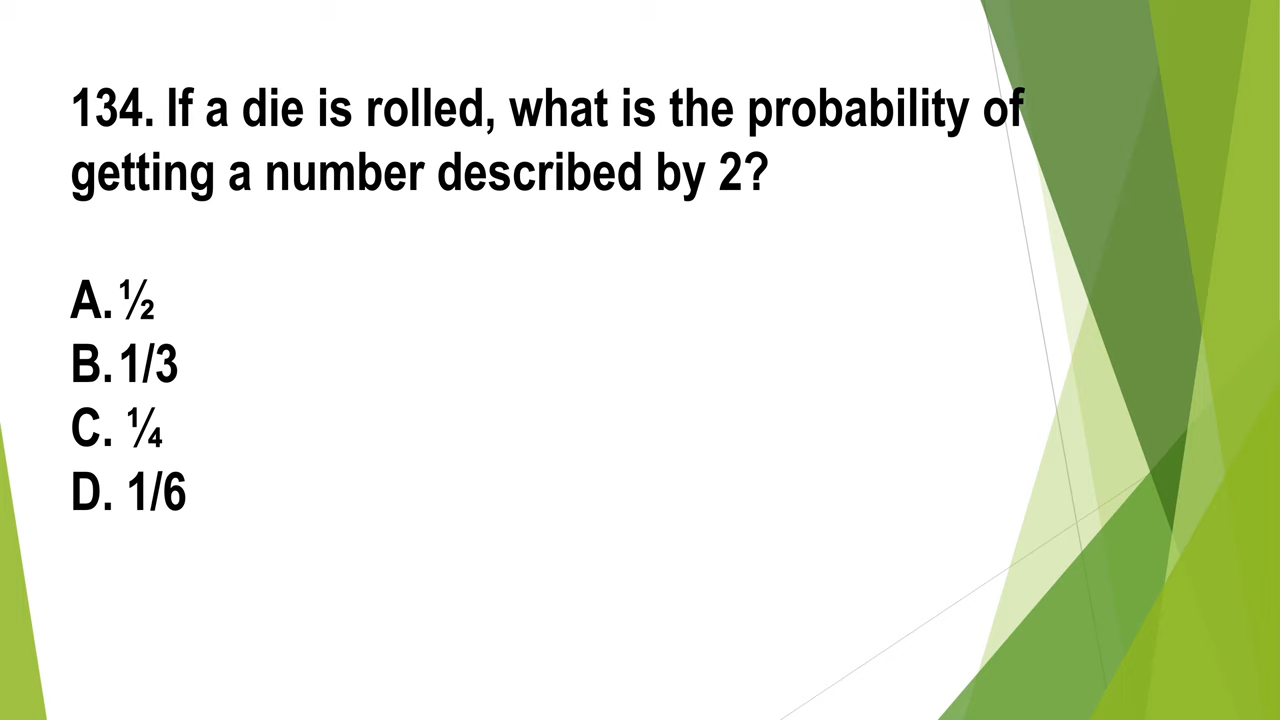 134. If a die is rolled, what is the probability of
getting a number described by 2?
A. ½
B. 1/3
C. ¼
D. 1/6